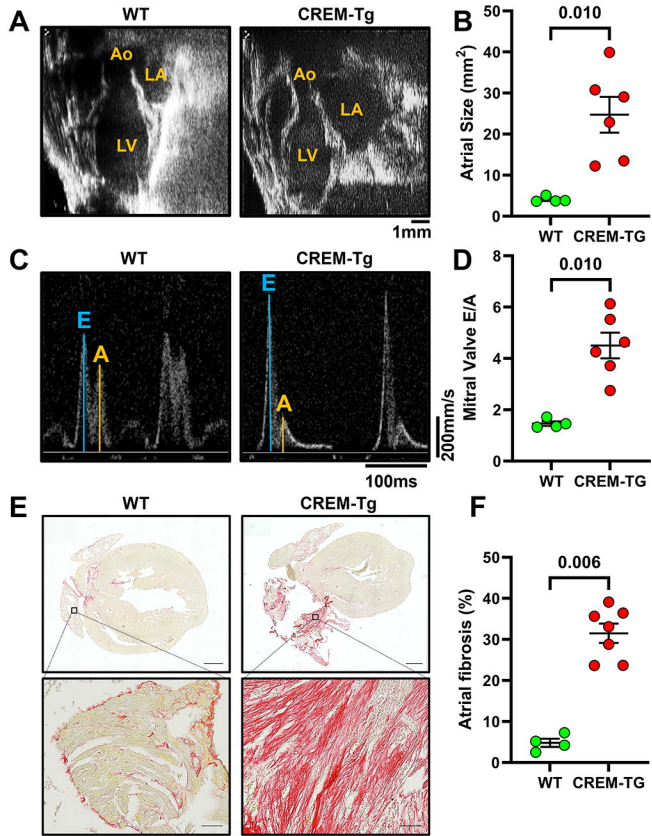 A
WT
CREM-Tg
Ao
LA
LV
Ao
LA
LV
1mm
B
0.010
Atrial Size (mm²)
50
40
30
20
10
0
WT CREM-TG
C
WT
CREM-Tg
E
A
E
A
200mm/s
100ms
D
0.010
Mitral Valve E/A
8
6
4
2
0
WT CREM-TG
E
WT
CREM-Tg
F
0.006
Atrial fibrosis (%)
50
40
30
20
10
0
WT CREM-TG